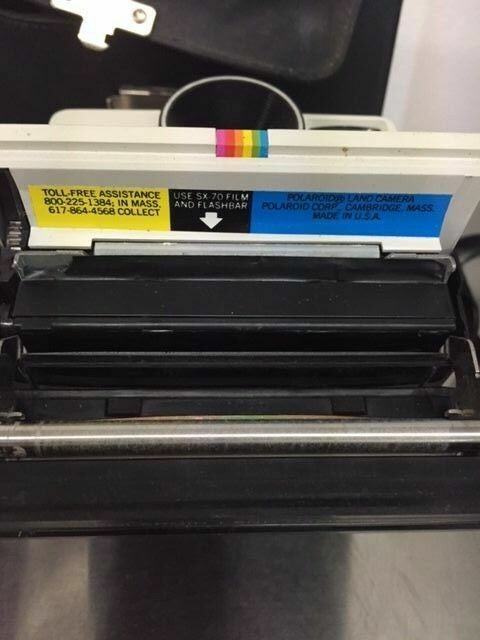 TOLL-FREE ASSISTANCE
800-225-1384; IN MASS.
617-864-4568 COLLECT
USE SX-70 FILM
AND FLASHBAR
POLAROID® LAND CAMERA
POLAROID CORP., CAMBRIDGE, MASS.
MADE IN U.S.A.